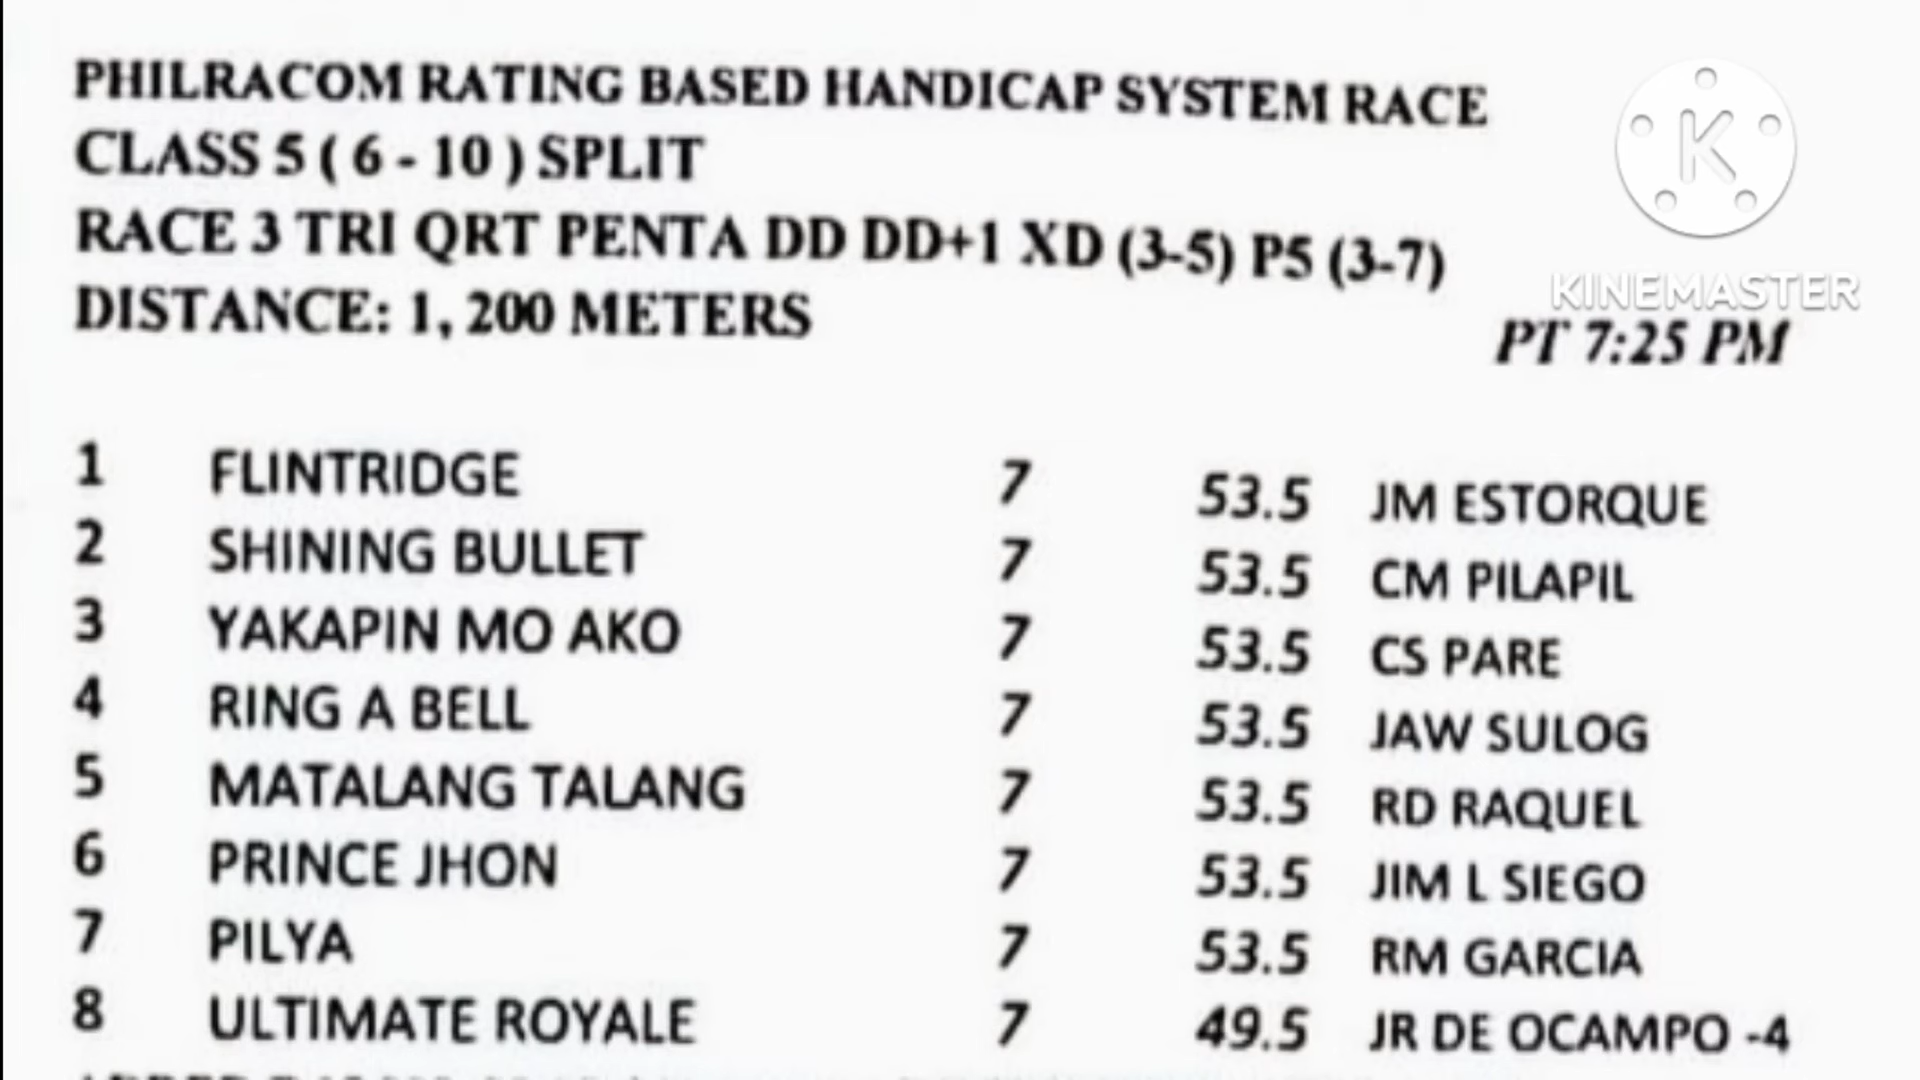 PHILRACOM RATING BASED HANDICAP SYSTEM RACE
CLASS 5 ( 6 - 10 ) SPLIT
RACE 3 TRI QRT PENTA DD DD+1 XD (3-5) P5 (3-7)
DISTANCE: 1, 200 METERS
K
KINEMASTER
PT 7:25 PM
1 FLINTRIDGE 7 53.5 JM ESTORQUE
2 SHINING BULLET 7 53.5 CM PILAPIL
3 YAKAPIN MO AKO 7 53.5 CS PARE
4 RING A BELL 7 53.5 JAW SULOG
5 MATALANG TALANG 7 53.5 RD RAQUEL
6 PRINCE JHON 7 53.5 JIM L SIEGO
7 PILYA 7 53.5 RM GARCIA
8 ULTIMATE ROYALE 7 49.5 JR DE OCAMPO -4